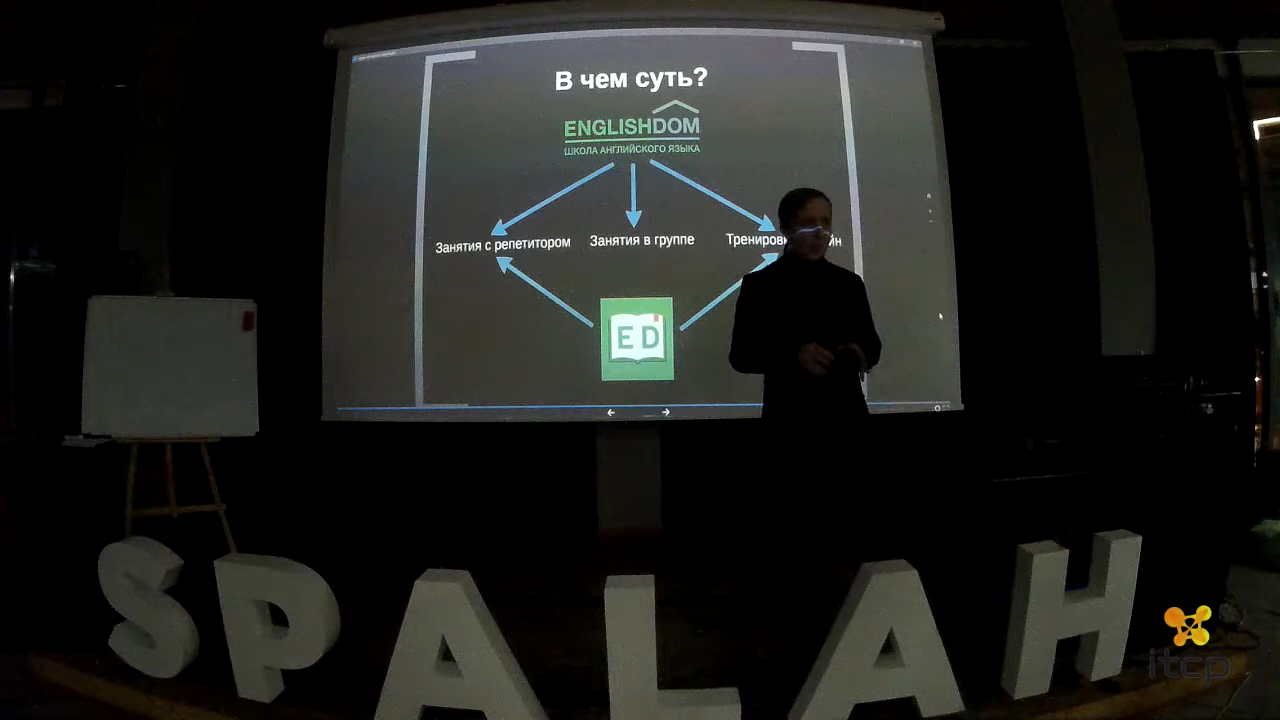 В чем суть?
ENGLISHDOM
ШКОЛА АНГЛИЙСКОГО ЯЗЫКА
Занятия с репетитором
Занятия в группе
ED
SPALAH
itcp